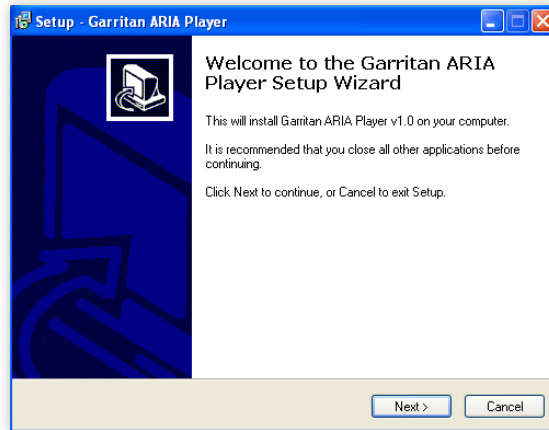 Setup - Garritan ARIA Player
Welcome to the Garritan ARIA
Player Setup Wizard
This will install Garritan ARIA Player v1.0 on your computer.
It is recommended that you close all other applications before
continuing.
Click Next to continue, or Cancel to exit Setup.
Next >
Cancel